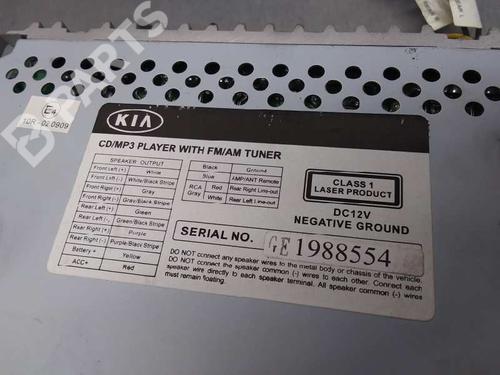 B-PARTS
E4
10R - 02 0909
KIA
CD/MP3 PLAYER WITH FM/AM TUNER
SPEAKER OUTPUT
Front Left (+) White
Front Left (-) White/Black Stripe
Front Right (+) Gray
Front Right (-) Gray/Black Stripe
Rear Left (+) Green
Rear Left (-) Green/Black Stripe
Rear Right (+) Purple
Rear Right (-) Purple/Black Stripe
Battery + Yellow
ACC+ Red
Black Ground
Blue AMP/ANT Remote
RCA Red Rear Right Line-out
Gray White Rear Left Line-out
CLASS 1
LASER PRODUCT
DC12V
NEGATIVE GROUND
SERIAL NO. GE1988554
DO NOT connect any speaker wires to the metal body or chassis of the vehicle.
DO NOT connect speaker common (-) wires to each other. Connect each
speaker wire directly to each speaker terminal. All speaker common (-) wires
must remain floating.